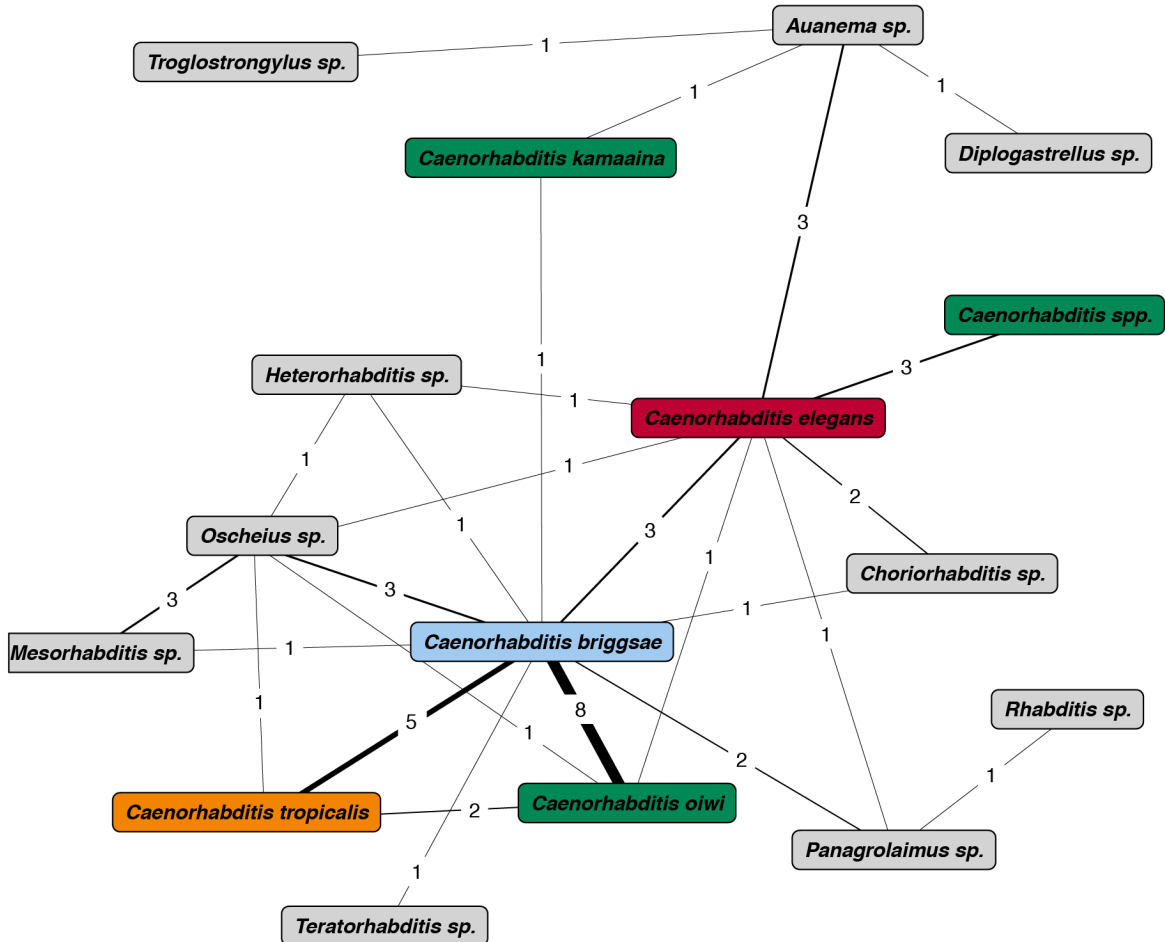 Auanema sp.
Troglostrongylus sp.
1
1
1
Caenorhabditis kamaaina
Diplogastrellus sp.
3
Caenorhabditis spp.
1
3
Heterorhabditis sp.
1
Caenorhabditis elegans
1
1
2
Oscheius sp.
1
3
1
Choriorhabditis sp.
3
3
1
1
Caenorhabditis briggsae
Mesorhabditis sp.
1
1
5
8
1
2
Rhabditis sp.
1
Caenorhabditis tropicalis
2
Caenorhabditis oiwi
Panagrolaimus sp.
1
Teratorhabditis sp.